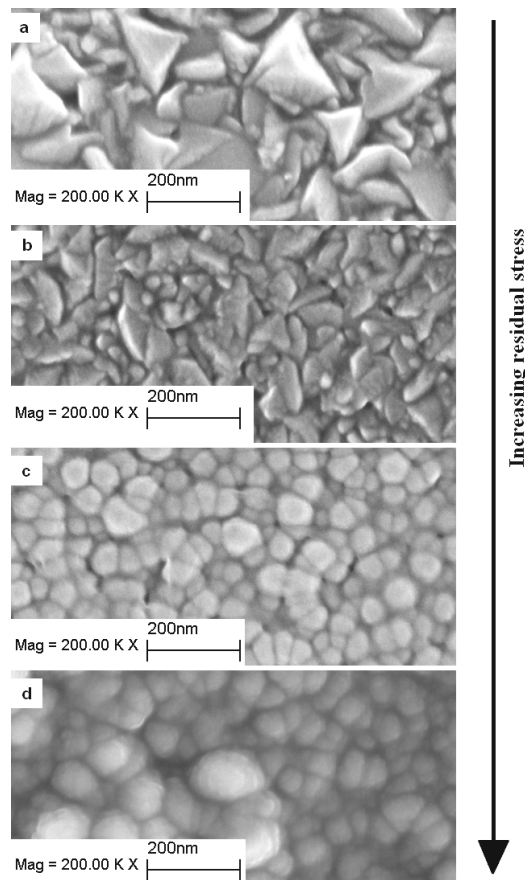 a
200nm
Mag = 200.00 K X
b
200nm
Mag = 200.00 K X
c
200nm
Mag = 200.00 K X
d
200nm
Mag = 200.00 K X
Increasing residual stress